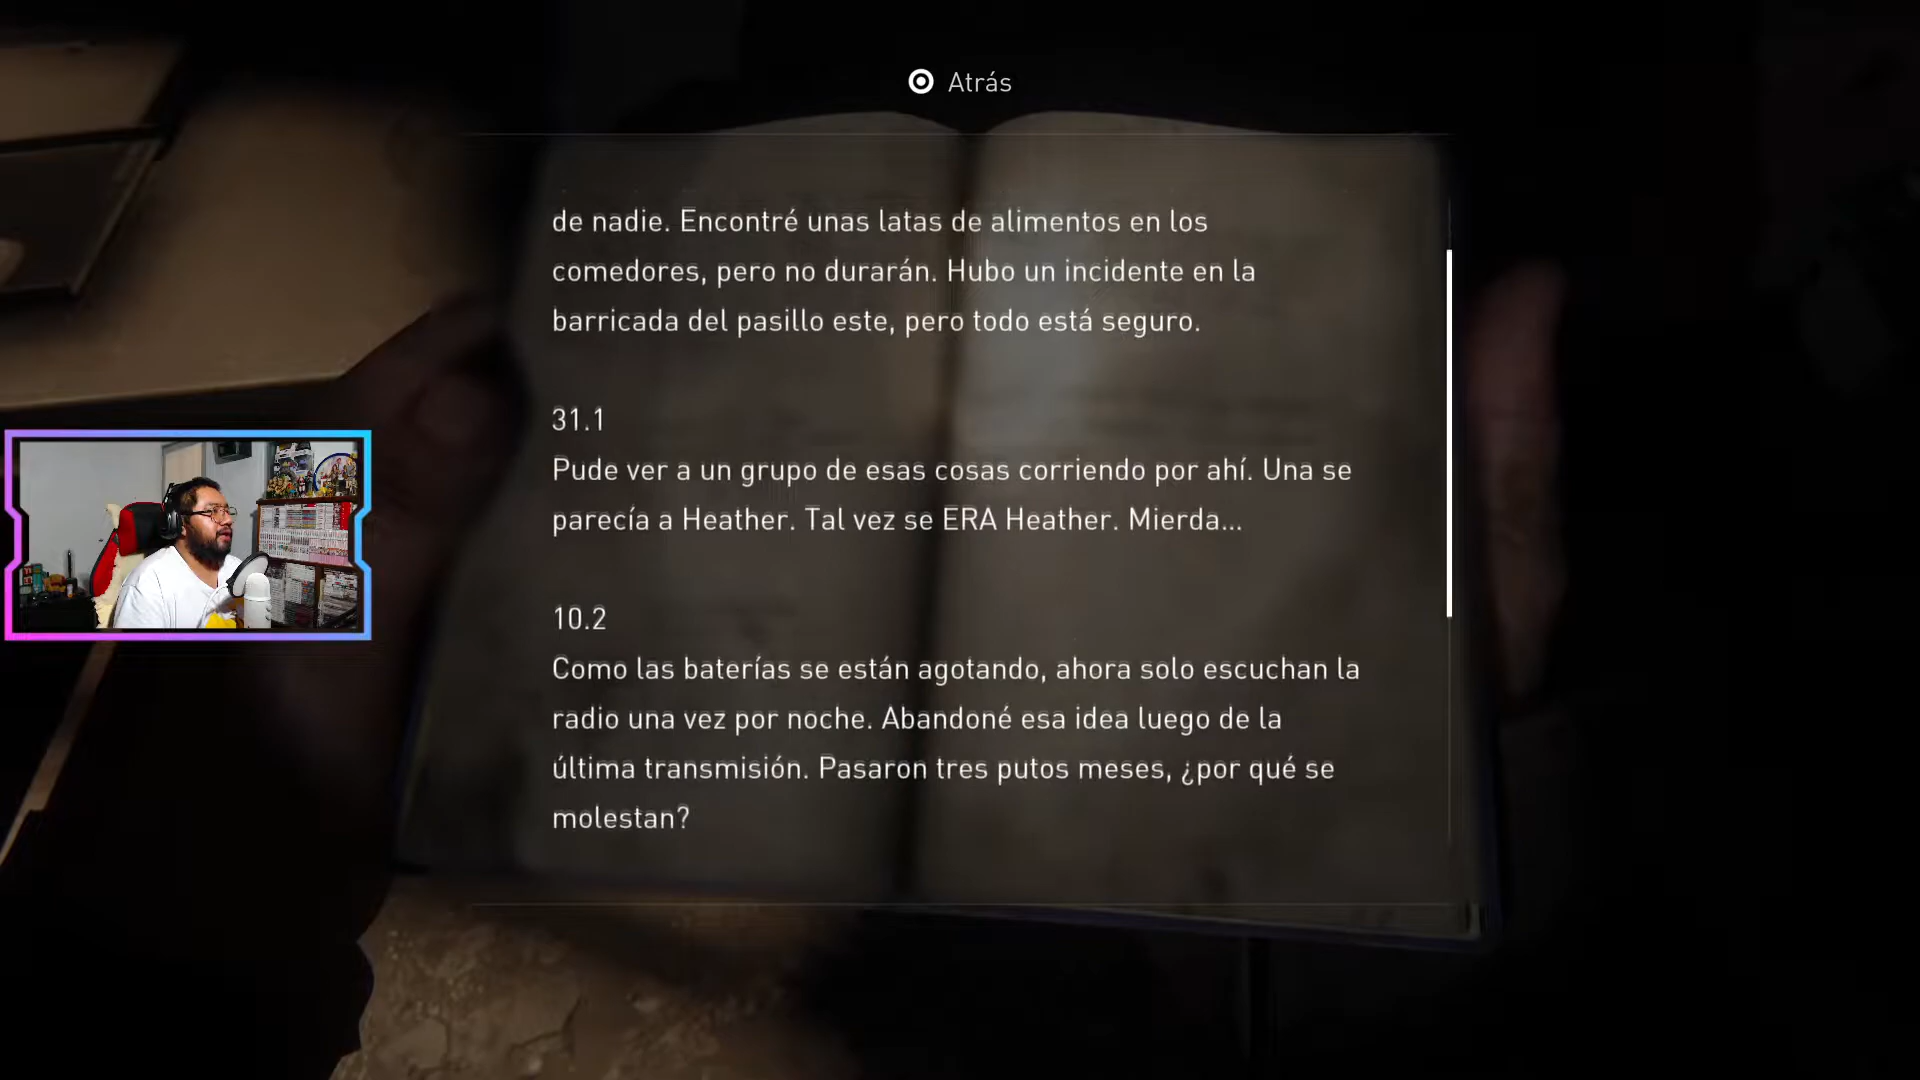 Atrás
de nadie. Encontré unas latas de alimentos en los
comedores, pero no durarán. Hubo un incidente en la
barricada del pasillo este, pero todo está seguro.
31.1
Pude ver a un grupo de esas cosas corriendo por ahí. Una se
parecía a Heather. Tal vez se ERA Heather. Mierda...
10.2
Como las baterías se están agotando, ahora solo escuchan la
radio una vez por noche. Abandoné esa idea luego de la
última transmisión. Pasaron tres putos meses, ¿por qué se
molestan?